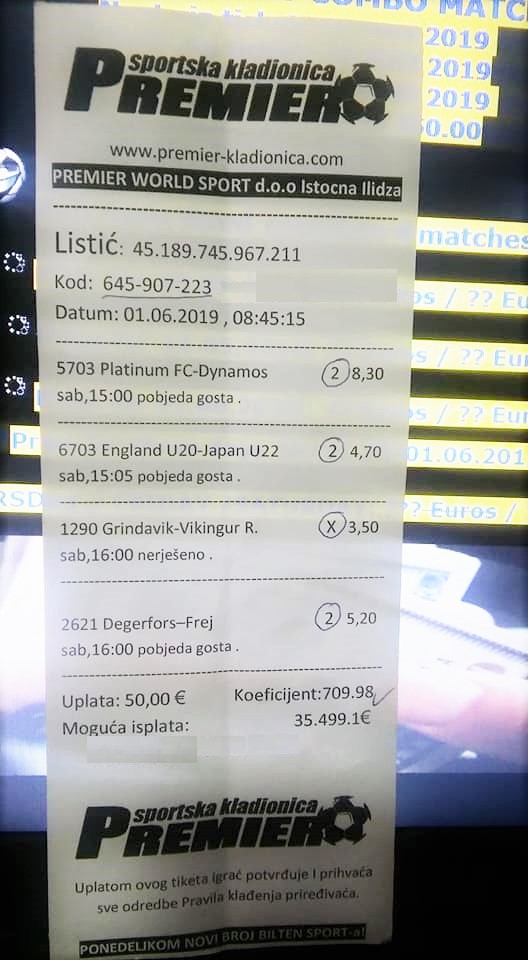 COMBO MATC
2019
2019
2019
50.00
matches
os / ?? Eu
s / ?? Eur
s / ?? Eur
Pr
01.06.201
RSD
?? Euros /
sportska kladionica
PREMIER
www.premier-kladionica.com
PREMIER WORLD SPORT d.o.o Istocna Ilidza
Listić: 45.189.745.967.211
Kod: 645-907-223
Datum: 01.06.2019 , 08:45:15
5703 Platinum FC-Dynamos 2 8,30
sab,15:00 pobjeda gosta .
6703 England U20-Japan U22 2 4,70
sab,15:05 pobjeda gosta .
1290 Grindavik-Vikingur R. X 3,50
sab,16:00 nerješeno .
2621 Degerfors–Frej 2 5,20
sab,16:00 pobjeda gosta .
Uplata: 50,00 € Koeficijent:709.98
Moguća isplata: 35.499.1€
sportska kladionica
PREMIER
Uplatom ovog tiketa igrać potvrđuje I prihvaća
sve odredbe Pravila klađenja priređivaća.
PONEDELJKOM NOVI BROJ BILTEN SPORT-a!